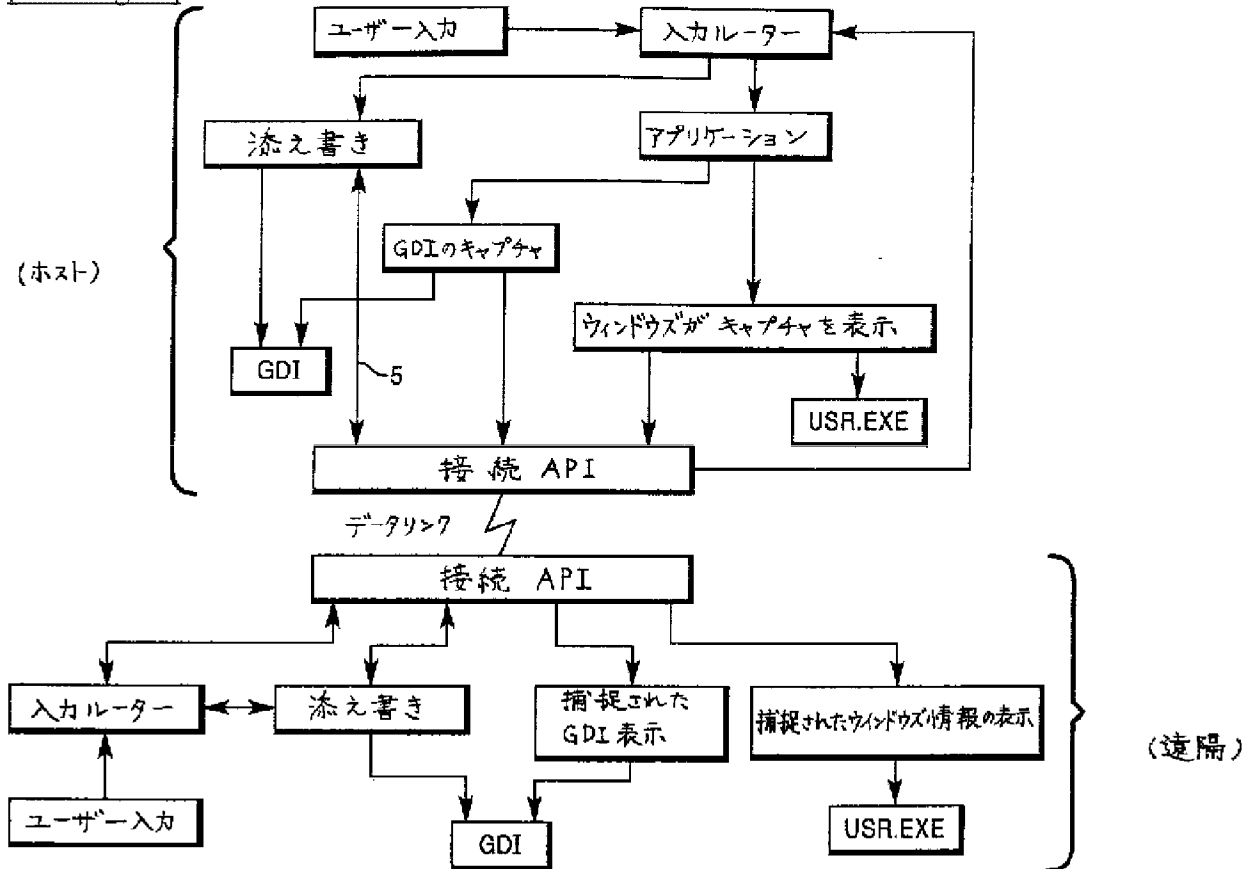 ユーザー入力
入力ルーター
添え書き
アプリケーション
GDIのキャプチャ
(ホスト)
ウィンドウズが キャプチャを表示
GDI
5
USR.EXE
接続 API
データリンク
接続 API
入力ルーター
添え書き
捕捉された
GDI 表示
捕捉されたウィンドウズ情報の表示
(遠隔)
ユーザー入力
GDI
USR.EXE